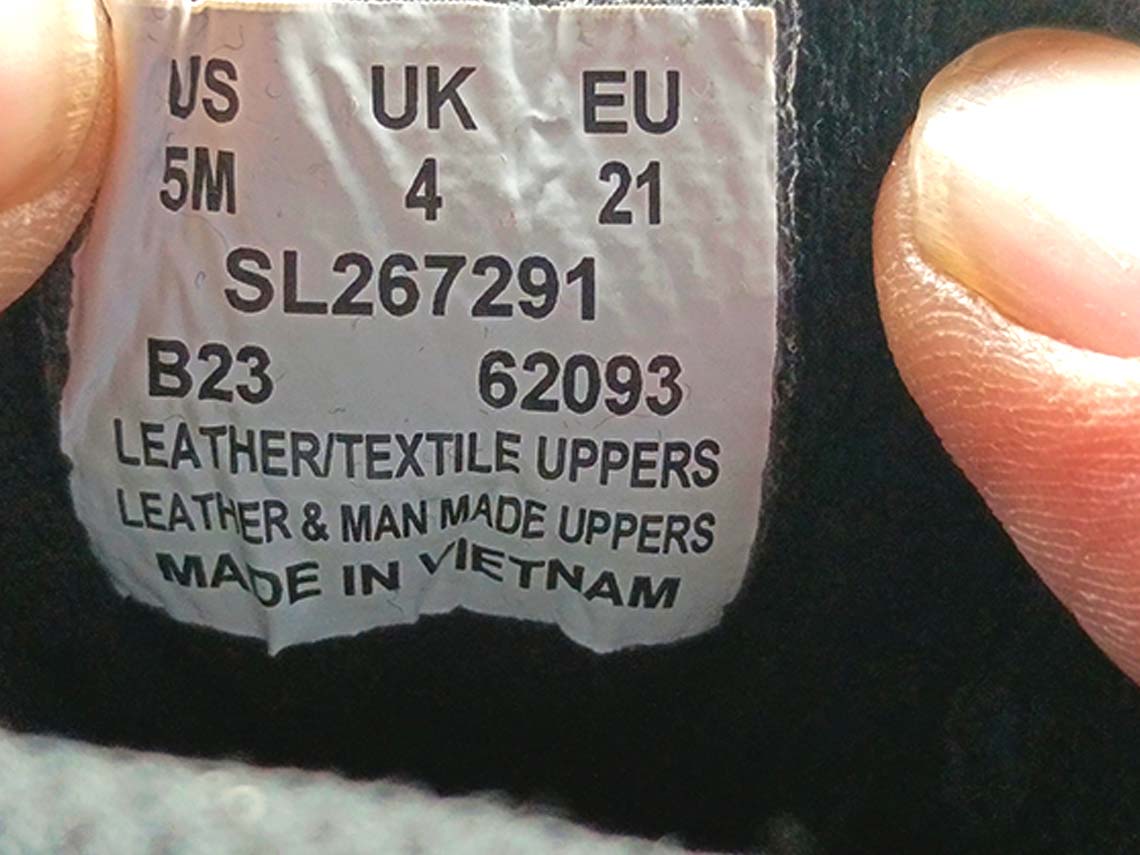 US UK EU
5M 4 21
SL267291
B23 62093
LEATHER/TEXTILE UPPERS
LEATHER & MAN MADE UPPERS
MADE IN VIETNAM